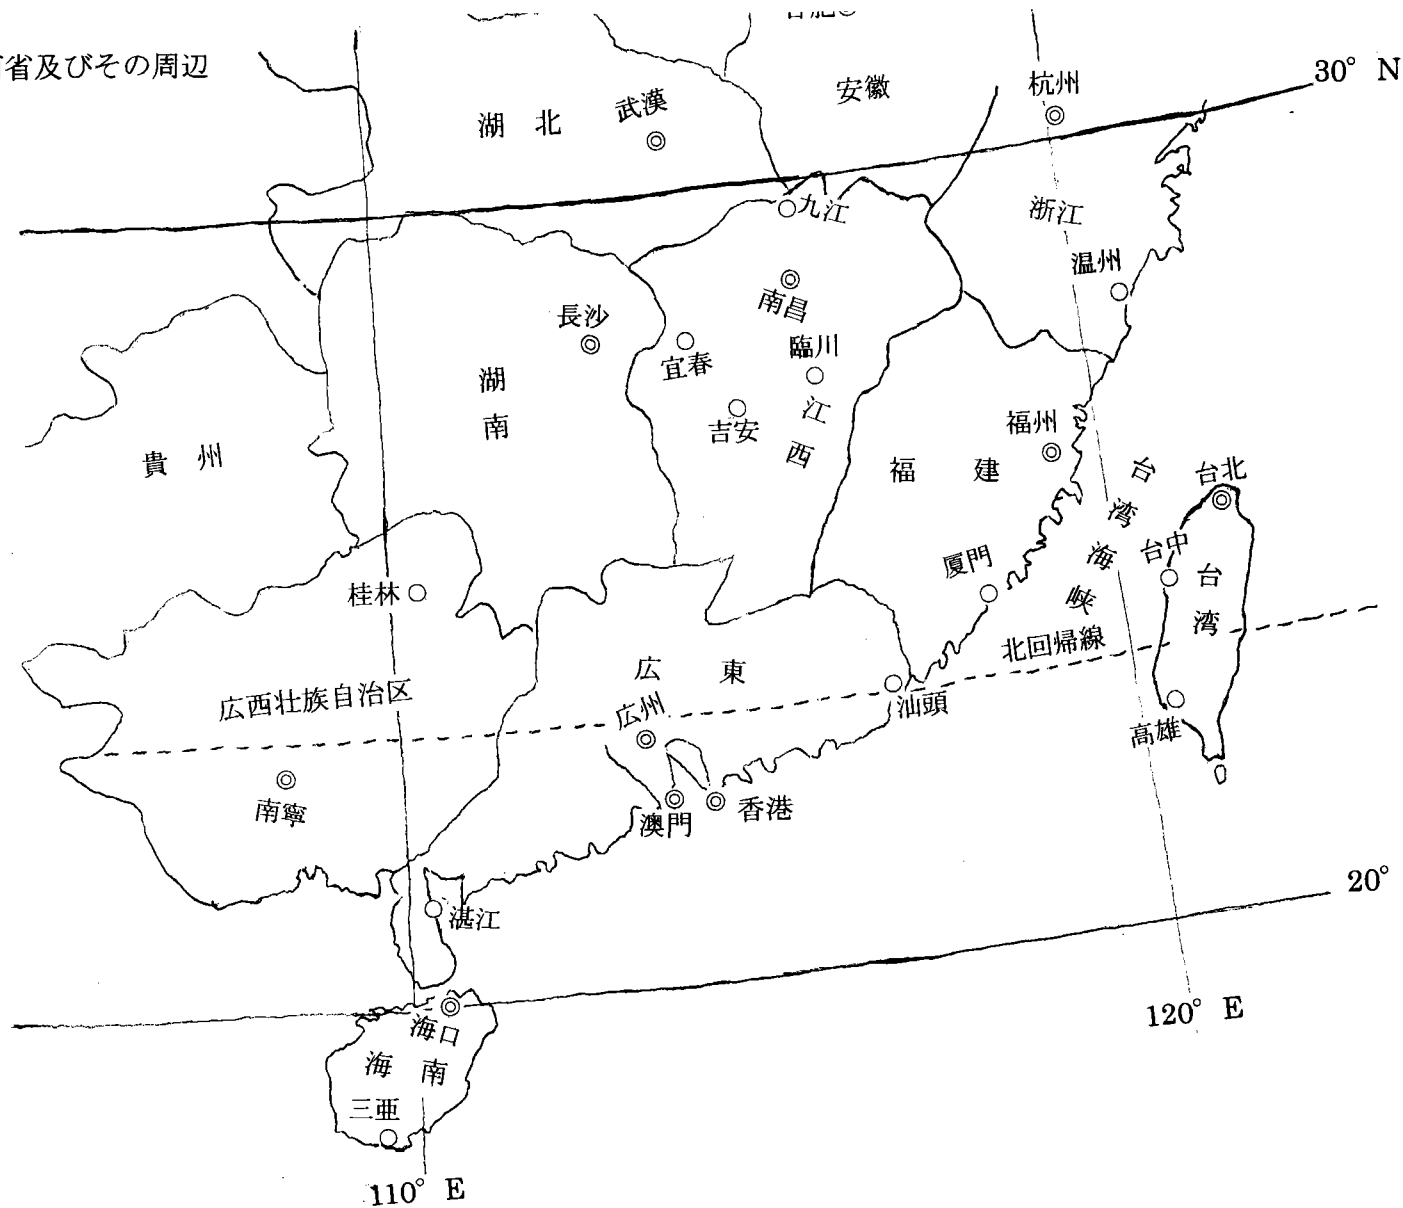 省及びその周辺
30° N
安徽
杭州
湖北
武漢
九江
浙江
温州
南昌
長沙
宜春
臨川
湖南
吉安
江西
貴州
福州
福建
台湾海峡
台北
厦門
台中
台湾
桂林
北回帰線
広東
広西壮族自治区
広州
汕頭
高雄
南寧
澳門
香港
20°
湛江
海口
120° E
海南
三亜
110° E